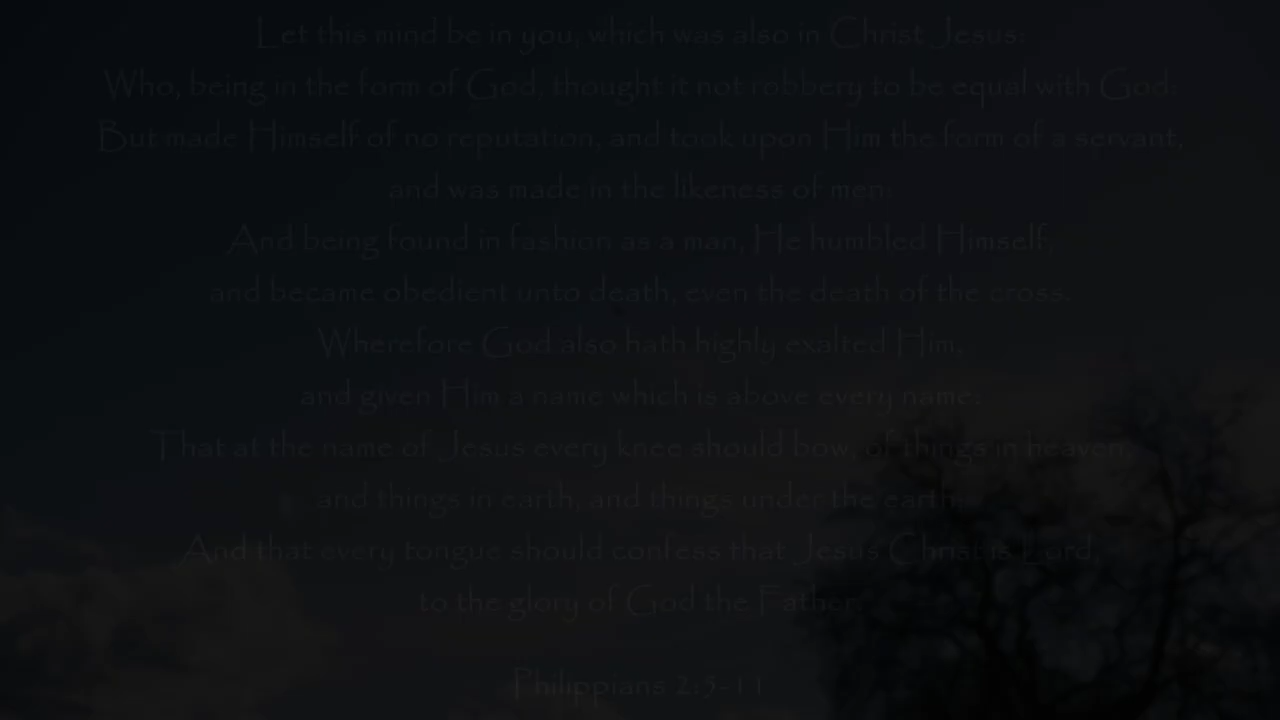 Let this mind be in you, which was also in Christ Jesus:
Who, being in the form of God, thought it not robbery to be equal with God:
But made Himself of no reputation, and took upon Him the form of a servant,
and was made in the likeness of men:
And being found in fashion as a man, He humbled Himself,
and became obedient unto death, even the death of the cross.
Wherefore God also hath highly exalted Him,
and given Him a name which is above every name:
That at the name of Jesus every knee should bow, of things in heaven,
and things in earth, and things under the earth;
And that every tongue should confess that Jesus Christ is Lord,
to the glory of God the Father.
Philippians 2:5-11